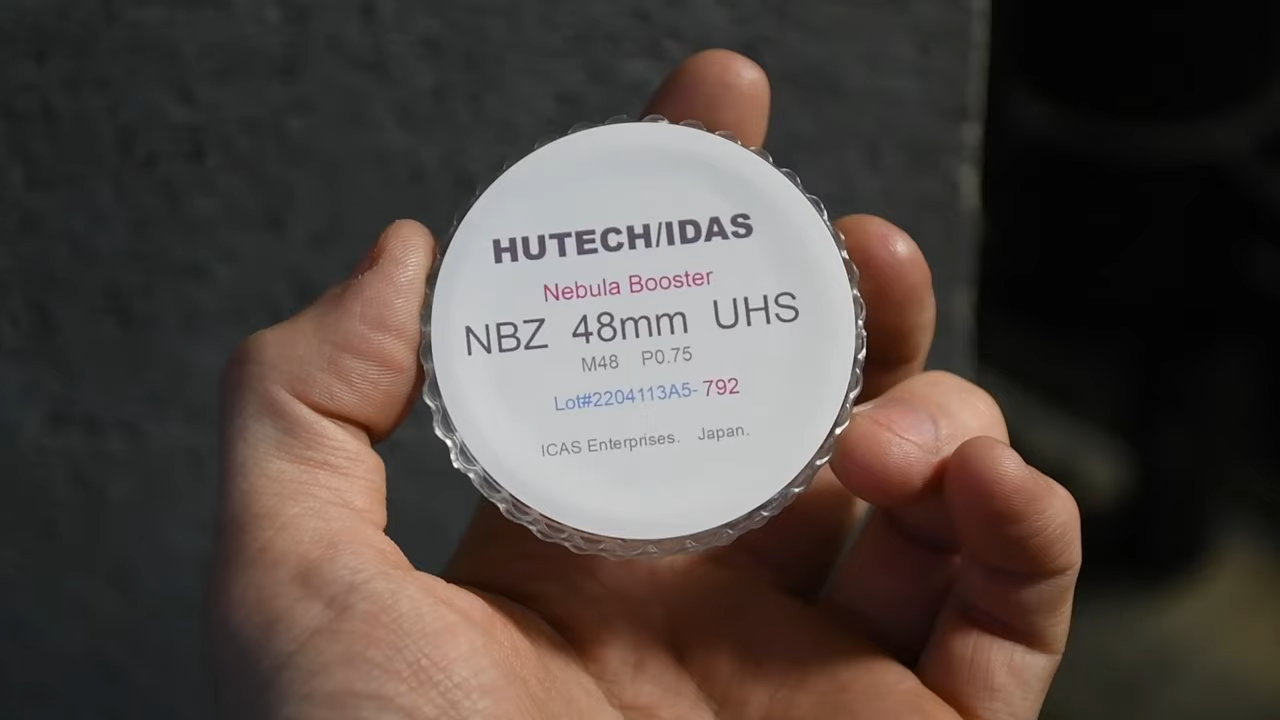 HUTECH/IDAS
Nebula Booster
NBZ 48mm UHS
M48 P0.75
Lot#2204113A5-792
ICAS Enterprises. Japan.